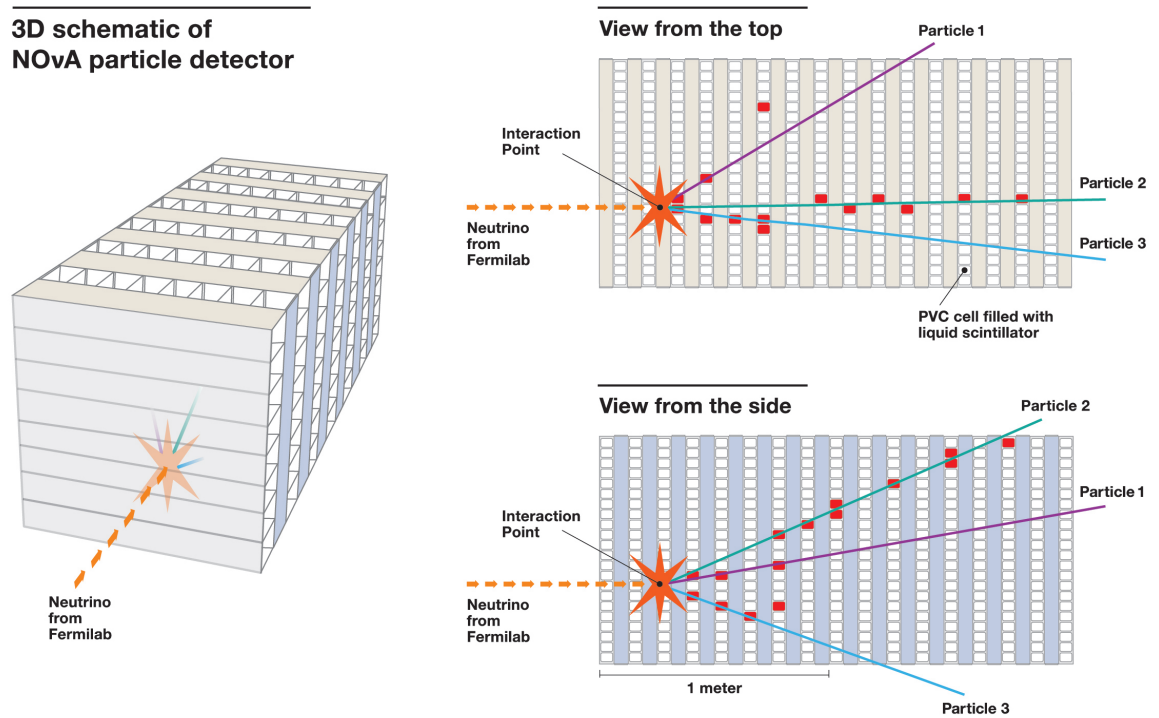 3D schematic of
NOvA particle detector
Neutrino
from
Fermilab
View from the top
Particle 1
Interaction
Point
Particle 2
Neutrino
from
Fermilab
Particle 3
PVC cell filled with
liquid scintillator
View from the side
Particle 2
Particle 1
Interaction
Point
Neutrino
from
Fermilab
1 meter
Particle 3